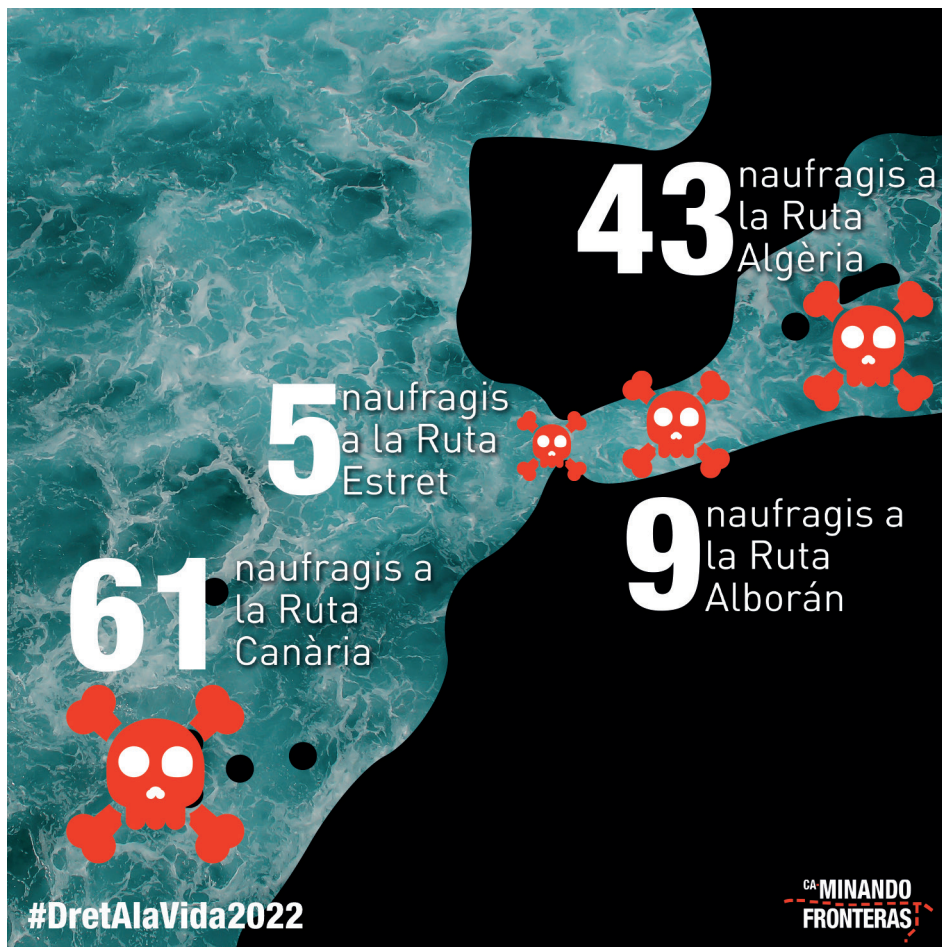 43
naufragis a
la Ruta
Algèria
5
naufragis
a la Ruta
Estret
9
naufragis a
la Ruta
Alborán
61
naufragis a
la Ruta
Canària
#DretAlaVida2022
CA-MINANDO
FRONTERAS